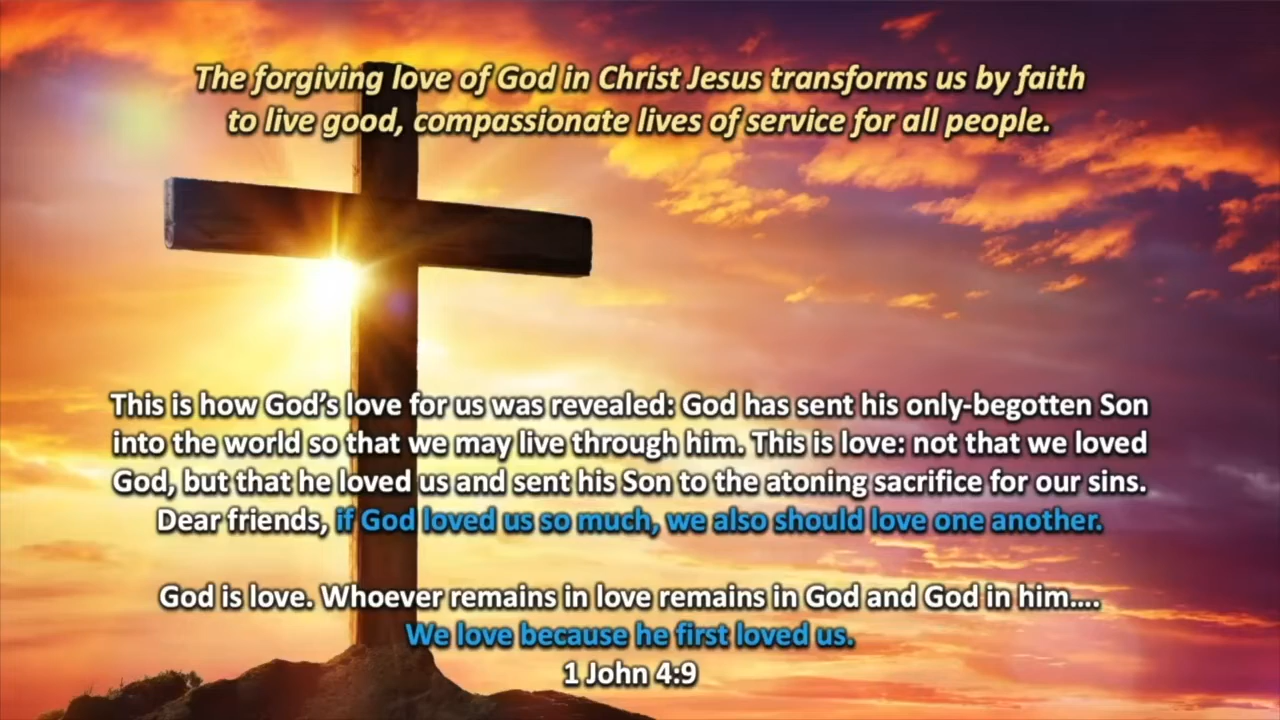 The forgiving love of God in Christ Jesus transforms us by faith
to live good, compassionate lives of service for all people.
This is how God's love for us was revealed: God has sent his only-begotten Son
into the world so that we may live through him. This is love: not that we loved
God, but that he loved us and sent his Son to the atoning sacrifice for our sins.
Dear friends, if God loved us so much, we also should love one another.
God is love. Whoever remains in love remains in God and God in him....
We love because he first loved us.
1 John 4:9